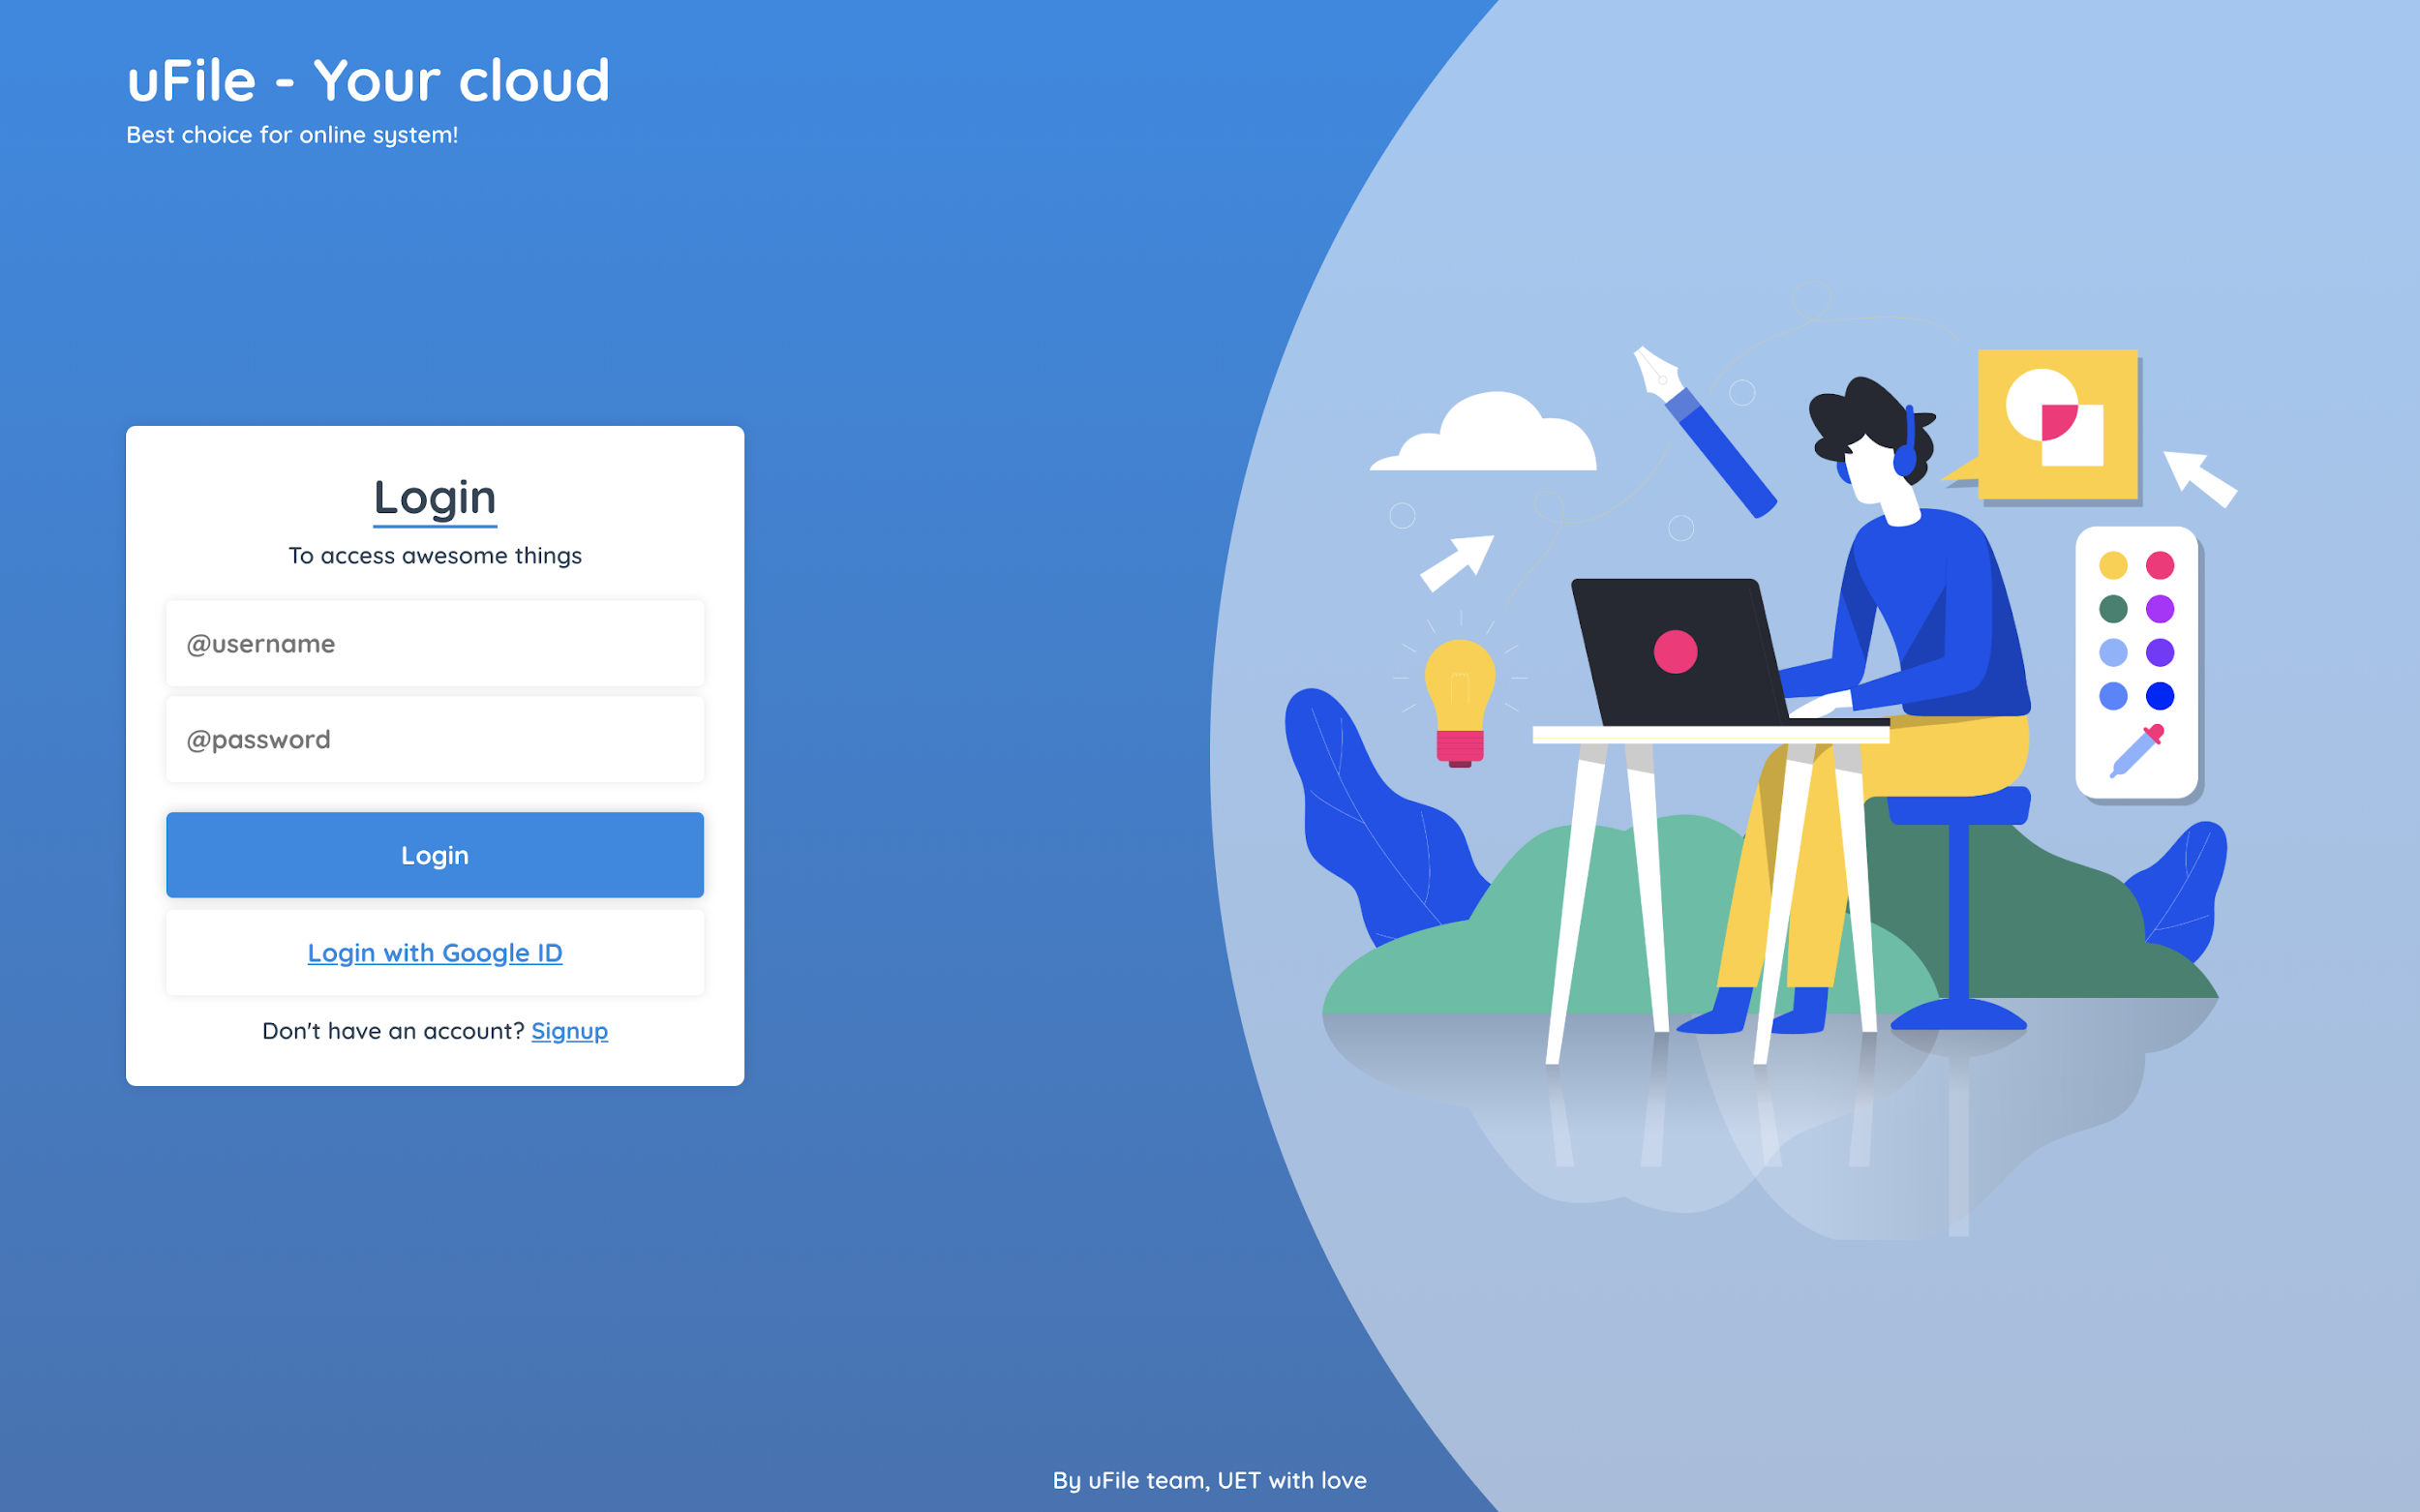 uFile - Your cloud
Best choice for online system!
Login
To access awesome things
@username
@password
Login
Login with Google ID
Don't have an account? Signup
By uFile team, UET with love